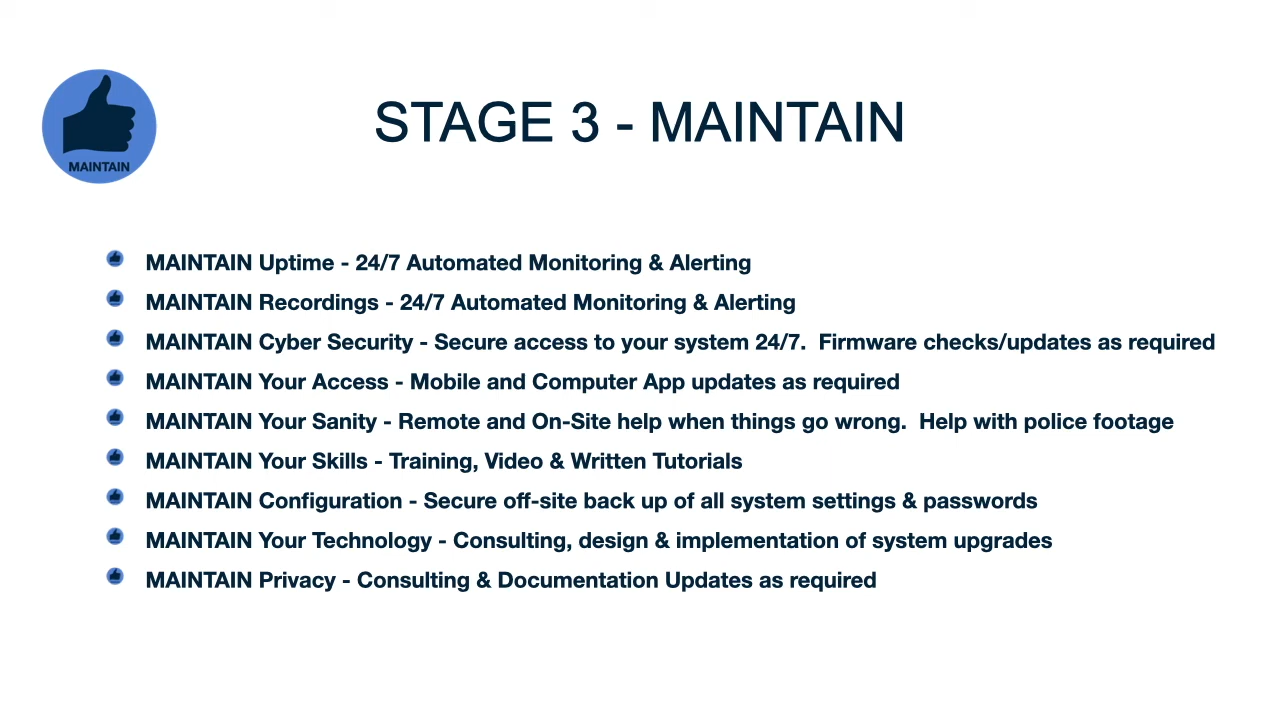 MAINTAIN
STAGE 3 - MAINTAIN
MAINTAIN Uptime - 24/7 Automated Monitoring & Alerting
MAINTAIN Recordings - 24/7 Automated Monitoring & Alerting
MAINTAIN Cyber Security - Secure access to your system 24/7.  Firmware checks/updates as required
MAINTAIN Your Access - Mobile and Computer App updates as required
MAINTAIN Your Sanity - Remote and On-Site help when things go wrong.  Help with police footage
MAINTAIN Your Skills - Training, Video & Written Tutorials
MAINTAIN Configuration - Secure off-site back up of all system settings & passwords
MAINTAIN Your Technology - Consulting, design & implementation of system upgrades
MAINTAIN Privacy - Consulting & Documentation Updates as required